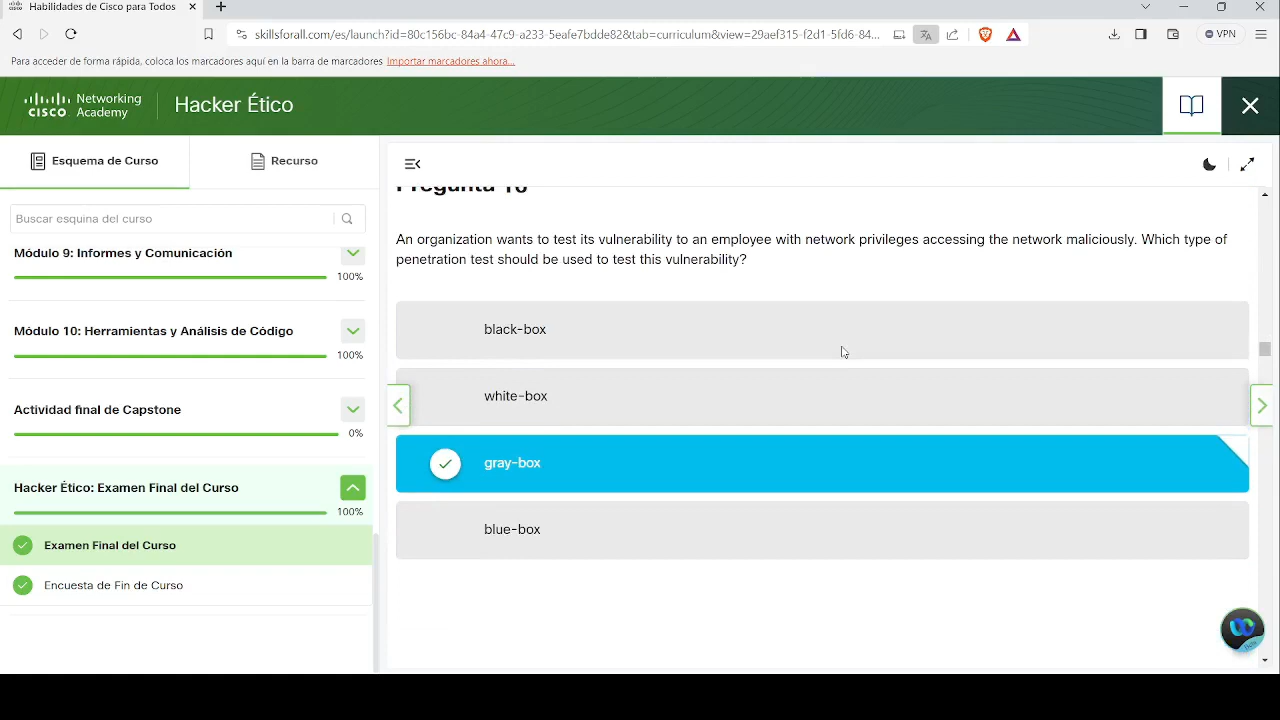 Habilidades de Cisco para Todos
skillsforall.com/es/launch?id=80c156bc-84a4-47c9-a233-5eafe7bdde82&tab=curriculum&view=29aef315-f2d1-5fd6-84...
VPN
Para acceder de forma rápida, coloca los marcadores aquí en la barra de marcadores Importar marcadores ahora...
CISCO
Networking
Academy
Hacker Ético
Esquema de Curso
Recurso
Buscar esquina del curso
Módulo 9: Informes y Comunicación
100%
Módulo 10: Herramientas y Análisis de Código
100%
Actividad final de Capstone
0%
Hacker Ético: Examen Final del Curso
100%
Examen Final del Curso
Encuesta de Fin de Curso
An organization wants to test its vulnerability to an employee with network privileges accessing the network maliciously. Which type of
penetration test should be used to test this vulnerability?
black-box
white-box
gray-box
blue-box